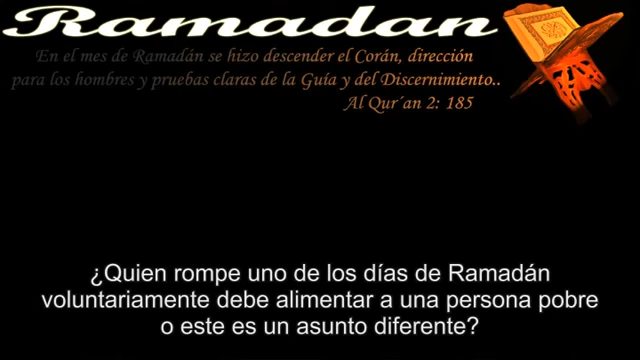 Ramadan
En el mes de Ramadán se hizo descender el Corán, dirección
para los hombres y pruebas claras de la Guía y del Discernimiento..
Al Qur´an 2: 185
¿Quien rompe uno de los días de Ramadán
voluntariamente debe alimentar a una persona pobre
o este es un asunto diferente?